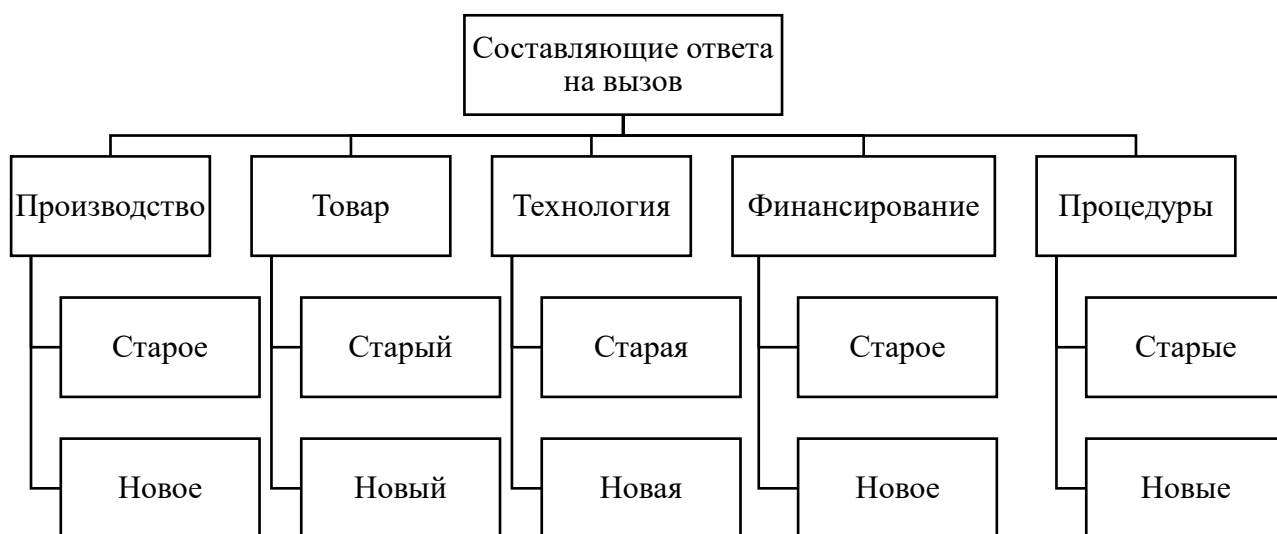 Составляющие ответа
на вызов
Производство
Товар
Технология
Финансирование
Процедуры
Старое
Старый
Старая
Старое
Старые
Новое
Новый
Новая
Новое
Новые